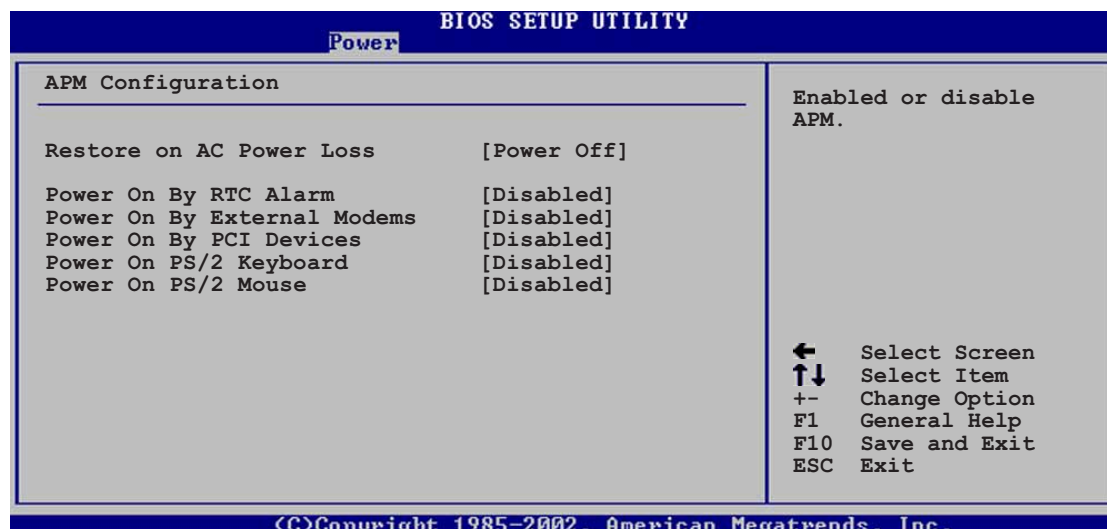 BIOS SETUP UTILITY
Power
APM Configuration
Restore on AC Power Loss [Power Off]
Power On By RTC Alarm [Disabled]
Power On By External Modems [Disabled]
Power On By PCI Devices [Disabled]
Power On PS/2 Keyboard [Disabled]
Power On PS/2 Mouse [Disabled]
Enabled or disable
APM.
← Select Screen
↑↓ Select Item
+- Change Option
F1 General Help
F10 Save and Exit
ESC Exit
(C)Copyright 1985-2002, American Megatrends, Inc.